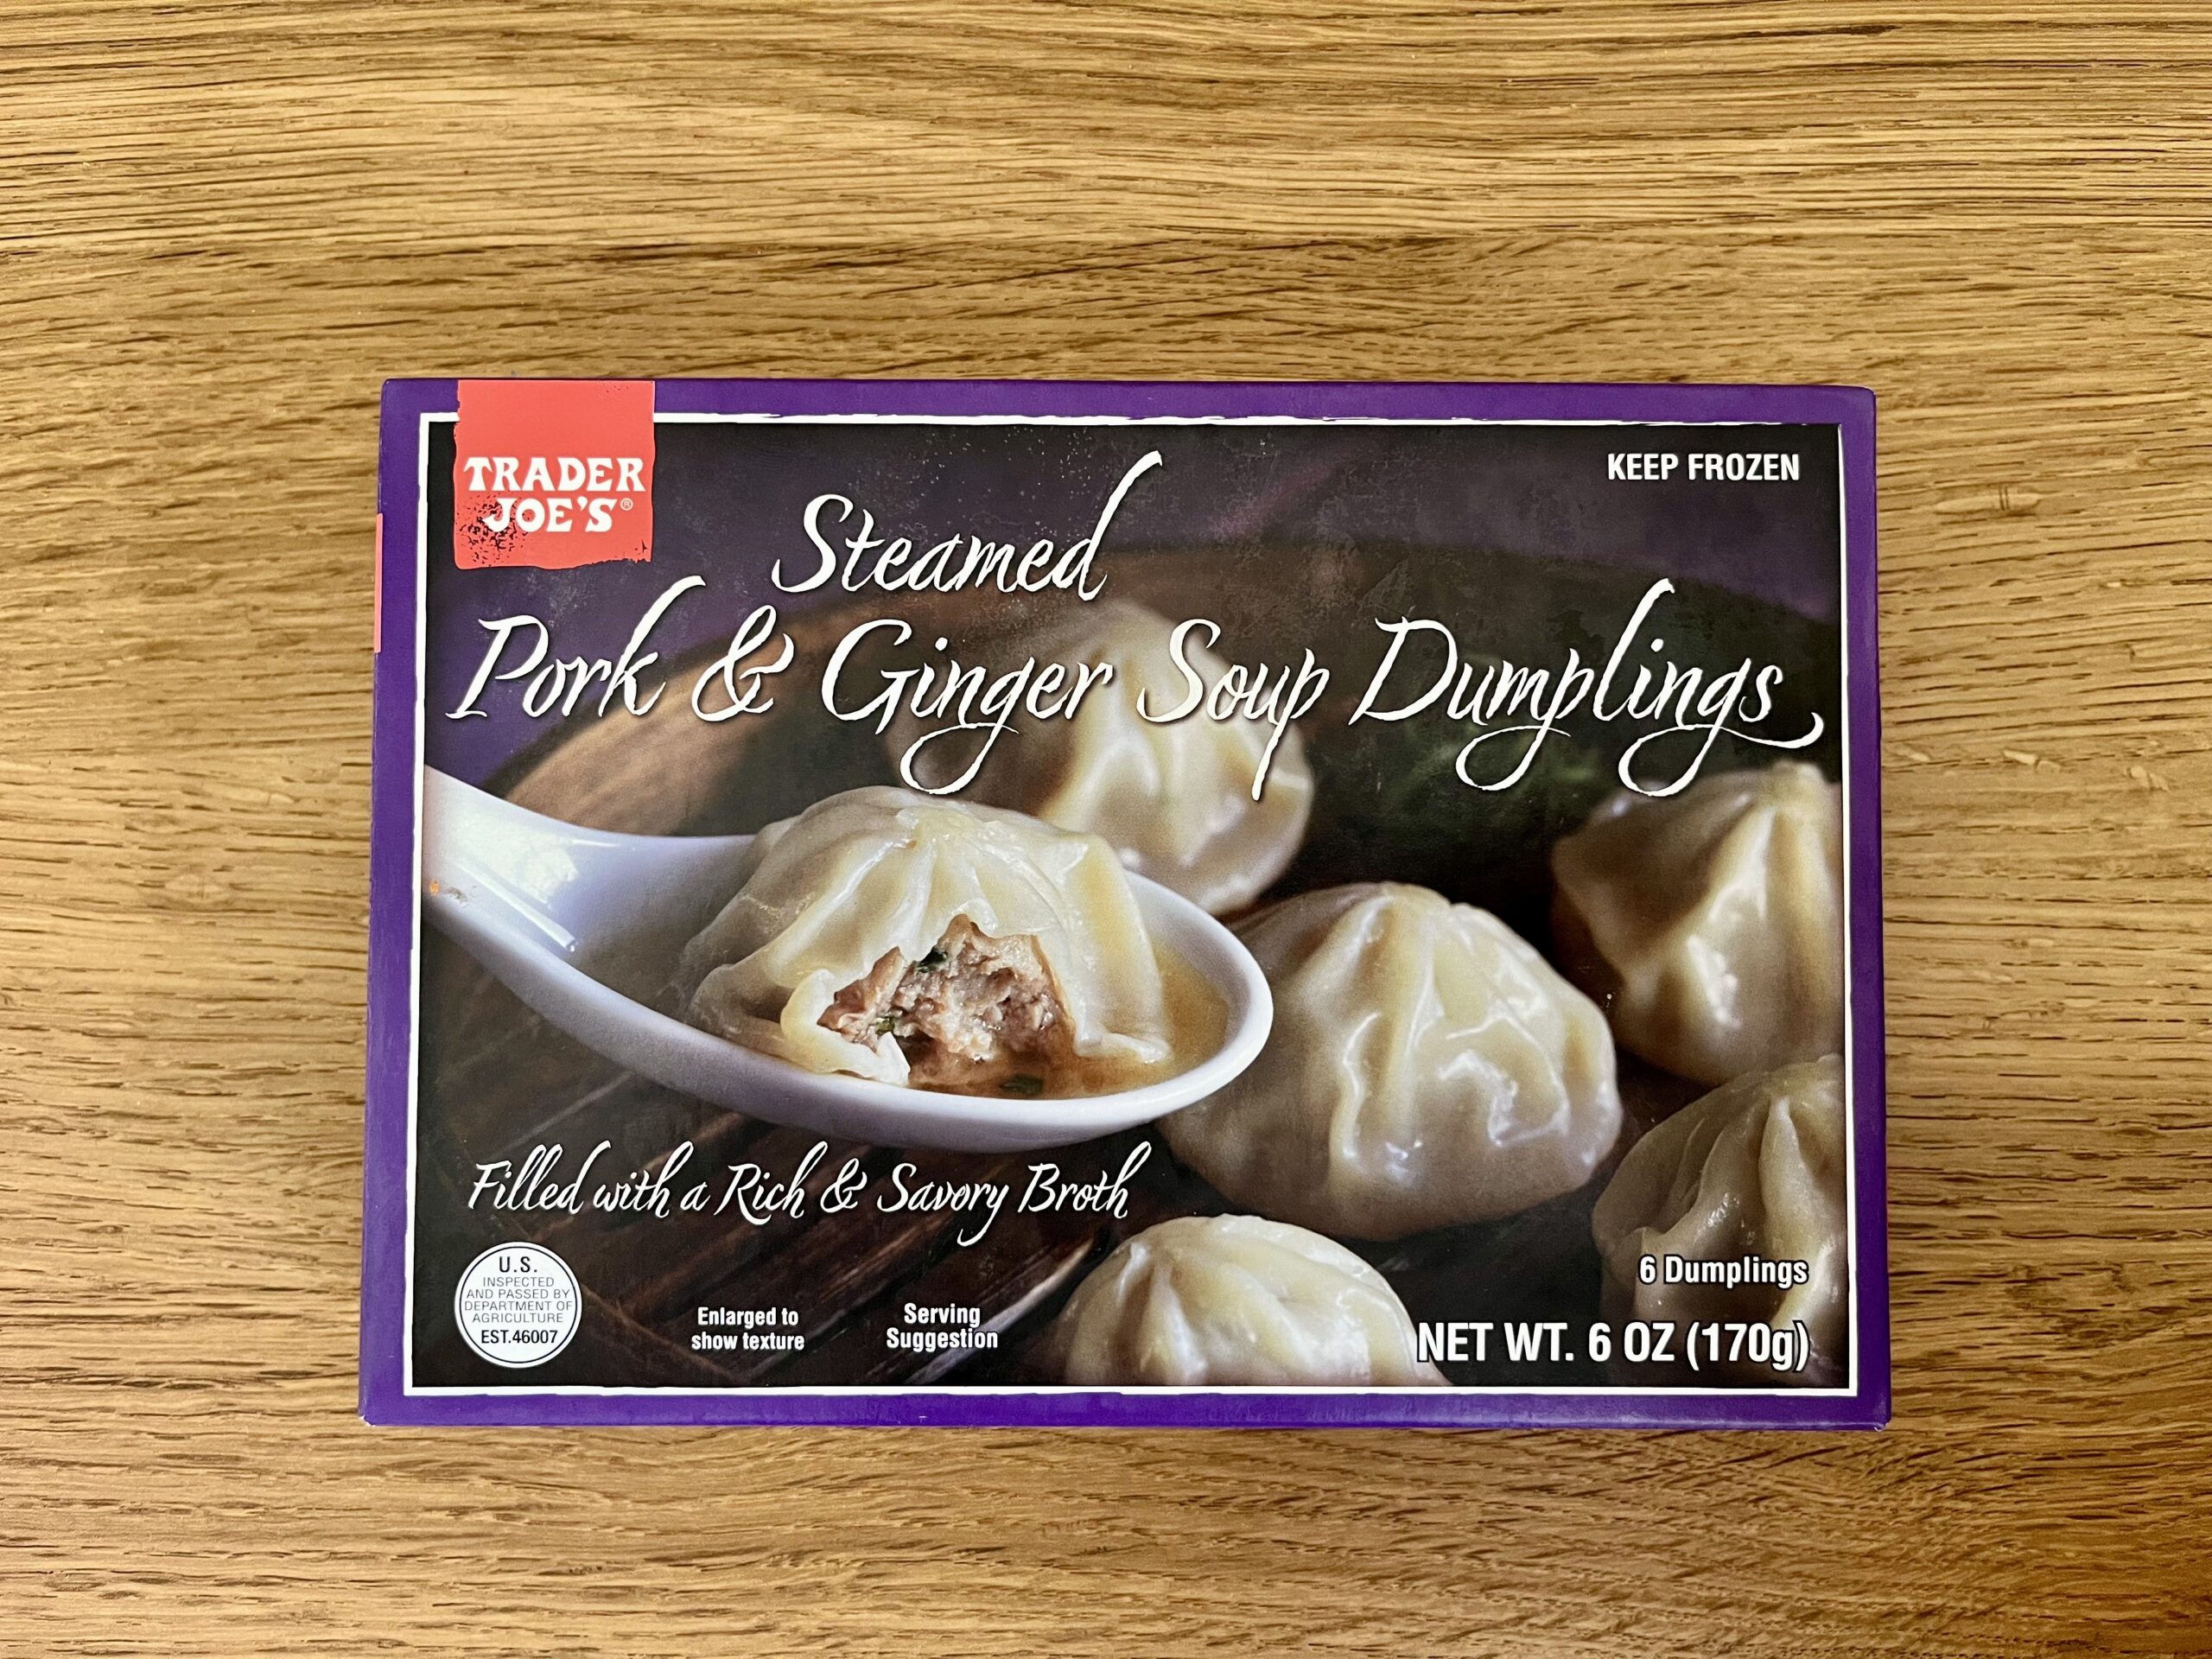 TRADER
JOE'S®
KEEP FROZEN
Steamed
Pork & Ginger Soup Dumplings
Filled with a Rich & Savory Broth
U.S.
INSPECTED
AND PASSED BY
DEPARTMENT OF
AGRICULTURE
EST.46007
Enlarged to
show texture
Serving
Suggestion
6 Dumplings
NET WT. 6 OZ (170g)